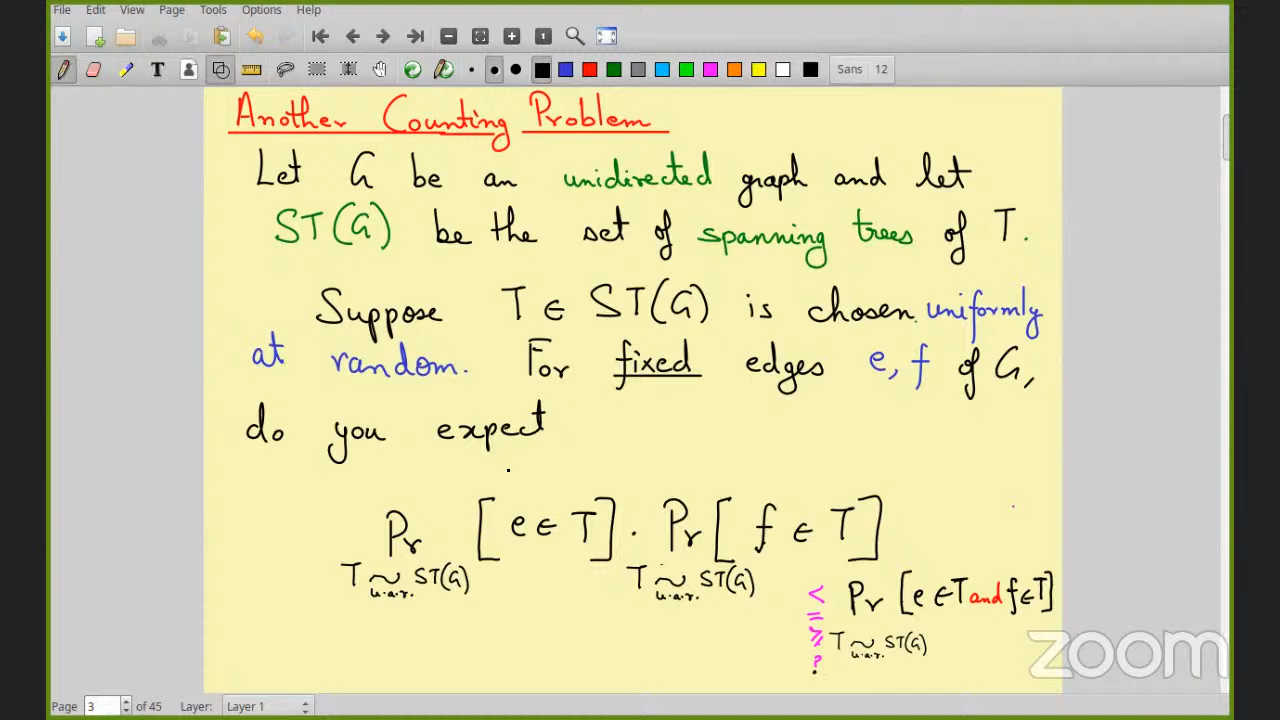 File Edit View Page Tools Options Help
Sans 12
Another Counting Problem
Let G be an unidirected graph and let
ST(G) be the set of spanning trees of T.
Suppose T ∈ ST(G) is chosen uniformly
at random. For fixed edges e, f of G,
do you expect
Pr [e ∈ T] . Pr [f ∈ T]
T ~ ST(G) T ~ ST(G)
u.a.r. u.a.r.
< = ≥ ? Pr [e ∈ T and f ∈ T]
T ~ ST(G)
u.a.r.
zoom
Page 3 of 45 Layer: Layer 1